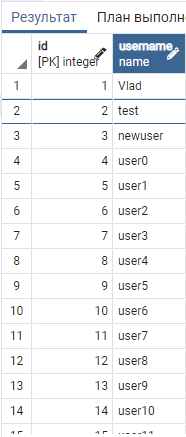 Результат План выполн
id username
[PK] integer name
1 1 Vlad
2 2 test
3 3 newuser
4 4 user0
5 5 user1
6 6 user2
7 7 user3
8 8 user4
9 9 user5
10 10 user6
11 11 user7
12 12 user8
13 13 user9
14 14 user10
15 15 user11